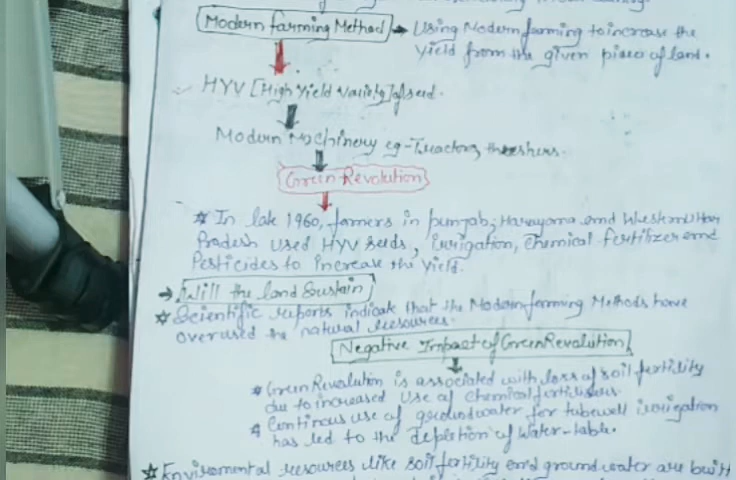 Modern farming Method → Using Modern farming to increase the
yield from the given piece of land.
HYV [High Yield Variety] of seed.
Modern Machinery eg - Tractors, threshers.
Green Revolution
* In late 1960, farmers in punjab, Harayana and Western Uttar
Pradesh used HYV seeds, irrigation, chemical fertilizer and
Pesticides to increase the yield.
→ Will the land Sustain
* Scientific reports indicate that the Modern farming Methods have
overused the natural resources.
Negative Impact of Green Revolution
* Green Revolution is associated with loss of soil fertility
due to increased use of chemical fertilisers.
* Continous use of groundwater for tubewell irrigation
has led to the depletion of Water-table.
* Enviromental resources like soil fertility and ground water are built